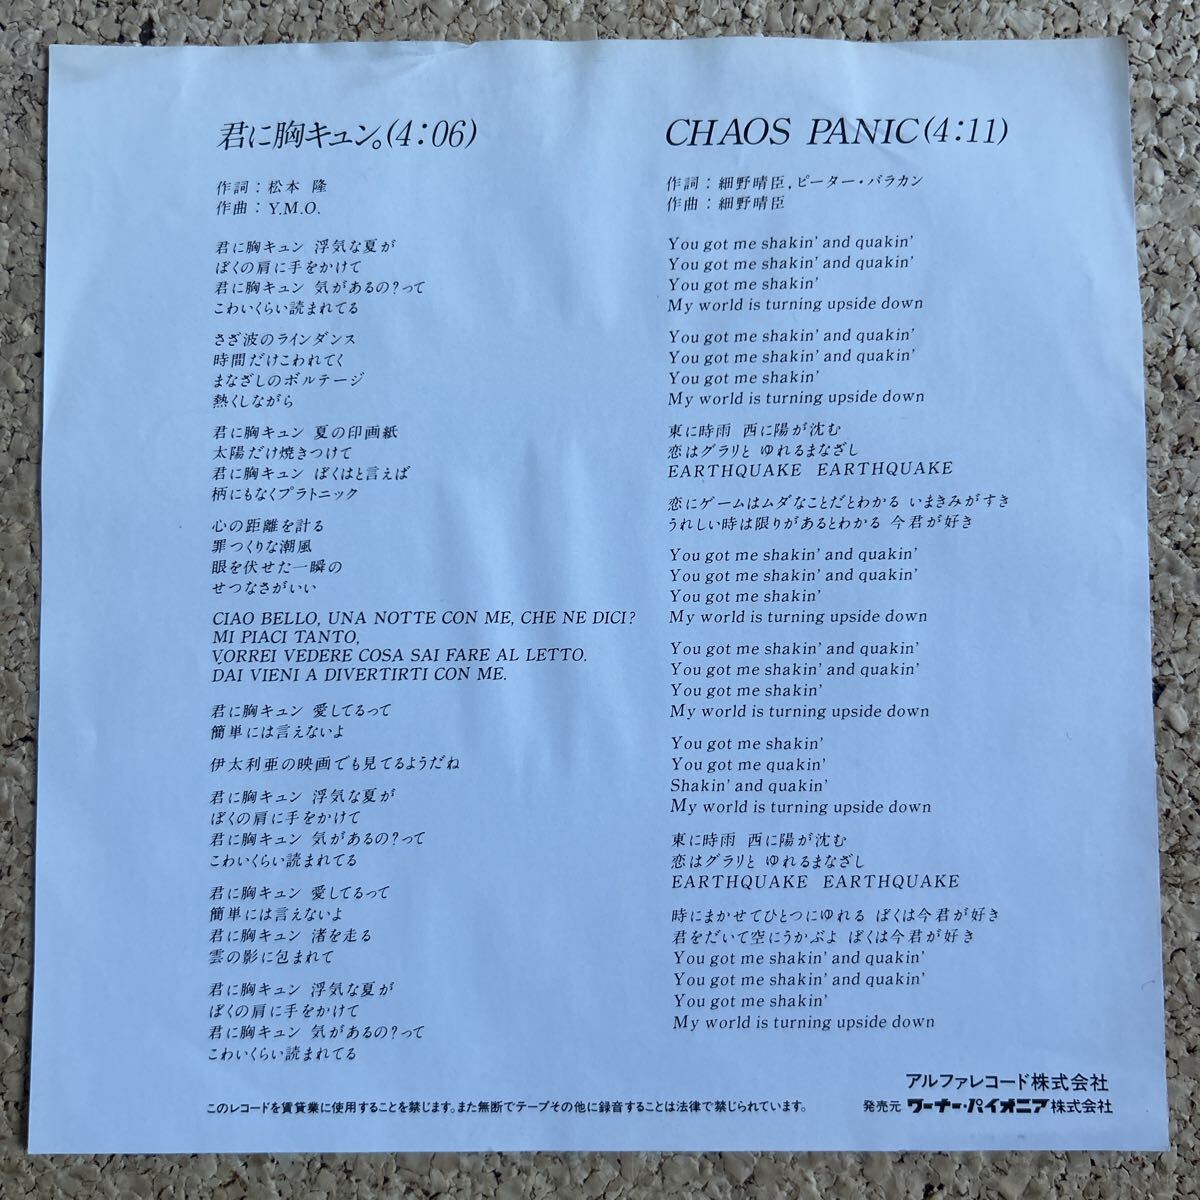 君に胸キュン。(4:06)
作詞：松本 隆
作曲：Y.M.O.
君に胸キュン 浮気な夏が
ぼくの肩に手をかけて
君に胸キュン 気があるの?って
こわいくらい読まれてる
さざ波のラインダンス
時間だけこわれてく
まなざしのボルテージ
熱くしながら
君に胸キュン 夏の印画紙
太陽だけ焼きつけて
君に胸キュン ぼくはと言えば
柄にもなくプラトニック
心の距離を計る
罪つくりな潮風
眼を伏せた一瞬の
せつなさがいい
CIAO BELLO, UNA NOTTE CON ME, CHE NE DICI?
MI PIACI TANTO,
VORREI VEDERE COSA SAI FARE AL LETTO.
DAI VIENI A DIVERTIRTI CON ME.
君に胸キュン 愛してるって
簡単には言えないよ
伊太利亜の映画でも見てるようだね
君に胸キュン 浮気な夏が
ぼくの肩に手をかけて
君に胸キュン 気があるの?って
こわいくらい読まれてる
君に胸キュン 愛してるって
簡単には言えないよ
君に胸キュン 渚を走る
雲の影に包まれて
君に胸キュン 浮気な夏が
ぼくの肩に手をかけて
君に胸キュン 気があるの?って
こわいくらい読まれてる
CHAOS PANIC(4:11)
作詞：細野晴臣, ピーター・バラカン
作曲：細野晴臣
You got me shakin' and quakin'
You got me shakin' and quakin'
You got me shakin'
My world is turning upside down
You got me shakin' and quakin'
You got me shakin' and quakin'
You got me shakin'
My world is turning upside down
東に時雨 西に陽が沈む
恋はグラリと ゆれるまなざし
EARTHQUAKE EARTHQUAKE
恋にゲームはムダなことだとわかる いまきみがすき
うれしい時は限りがあるとわかる 今君が好き
You got me shakin' and quakin'
You got me shakin' and quakin'
You got me shakin'
My world is turning upside down
You got me shakin' and quakin'
You got me shakin' and quakin'
You got me shakin'
My world is turning upside down
You got me shakin'
You got me quakin'
Shakin' and quakin'
My world is turning upside down
東に時雨 西に陽が沈む
恋はグラリと ゆれるまなざし
EARTHQUAKE EARTHQUAKE
時にまかせてひとつにゆれる ぼくは今君が好き
君をだいて空にうかぶよ ぼくは今君が好き
You got me shakin' and quakin'
You got me shakin' and quakin'
You got me shakin'
My world is turning upside down
アルファレコード株式会社
このレコードを賃貸業に使用することを禁じます。また無断でテープその他に録音することは法律で禁じられています。
発売元 ワーナー・パイオニア株式会社